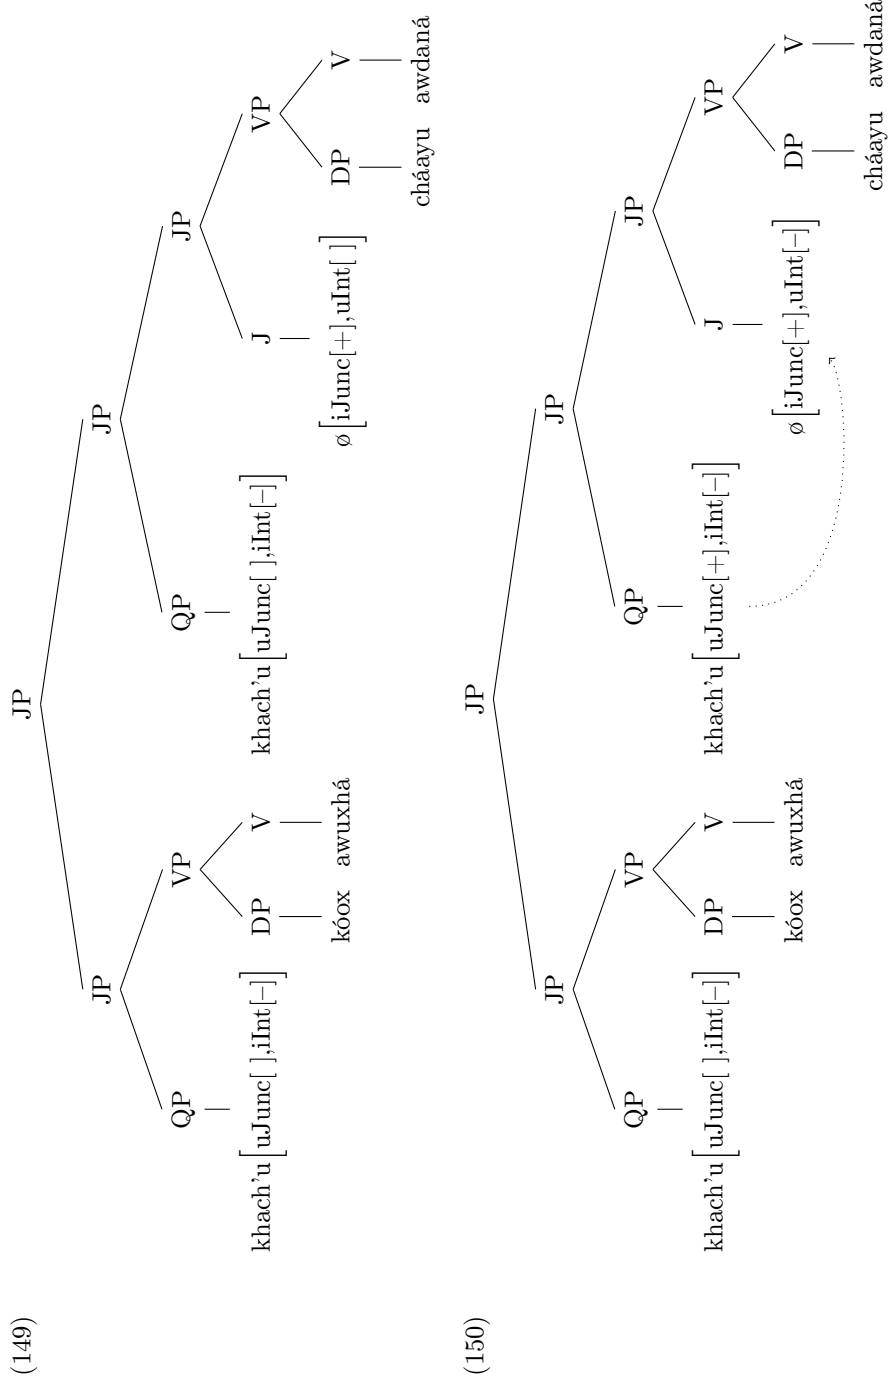 (149)
JP
JP JP
QP VP QP JP
khach’u[uJunc[ ],iInt[–]] DP V khach’u[uJunc[ ],iInt[–]] J VP
kóox awuxhá ø[iJunc[+],uInt[ ]] DP V
cháayu awdaná
(150)
JP
JP JP
QP VP QP JP
khach’u[uJunc[ ],iInt[–]] DP V khach’u[uJunc[+],iInt[–]] J VP
kóox awuxhá ø[iJunc[+],uInt[–]] DP V
cháayu awdaná